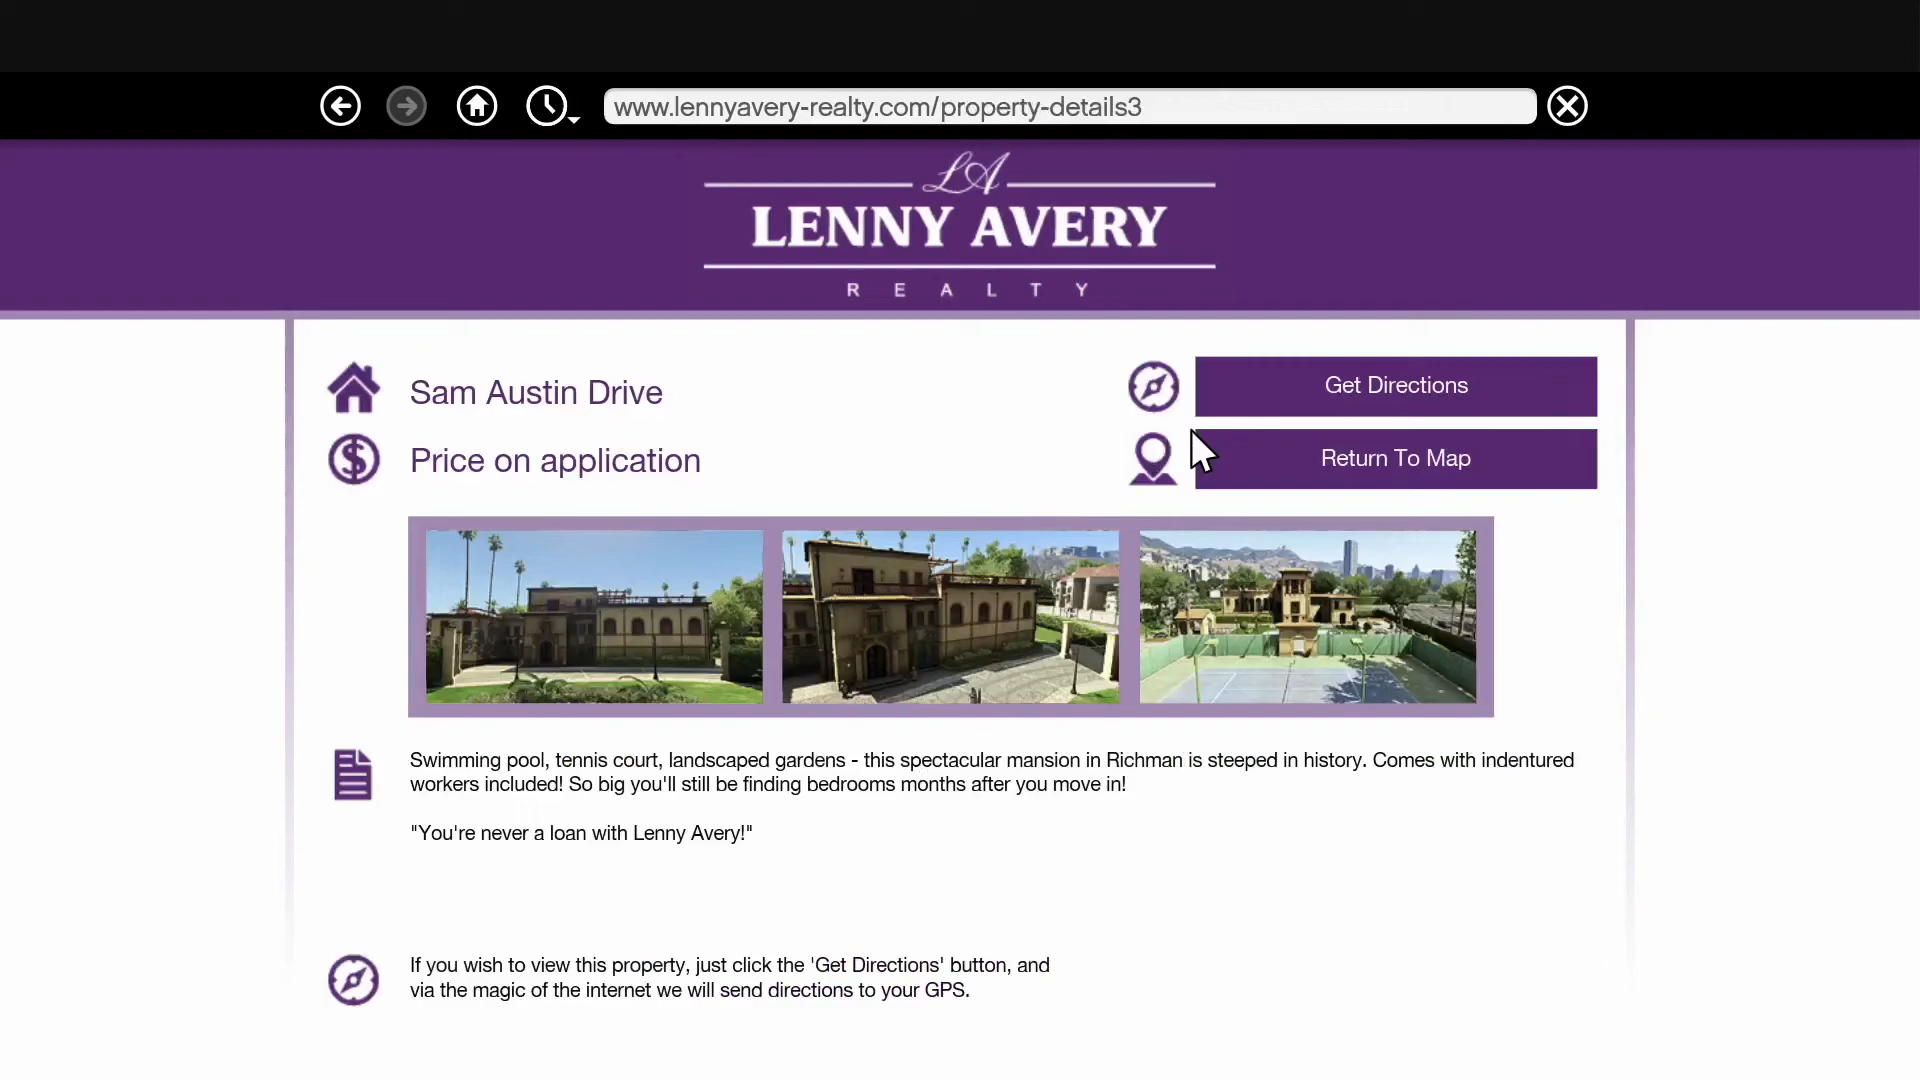 www.lennyavery-realty.com/property-details3
LA
LENNY AVERY
REALTY
Sam Austin Drive
Get Directions
Price on application
Return To Map
Swimming pool, tennis court, landscaped gardens - this spectacular mansion in Richman is steeped in history. Comes with indentured
workers included! So big you'll still be finding bedrooms months after you move in!
"You're never a loan with Lenny Avery!"
If you wish to view this property, just click the 'Get Directions' button, and
via the magic of the internet we will send directions to your GPS.